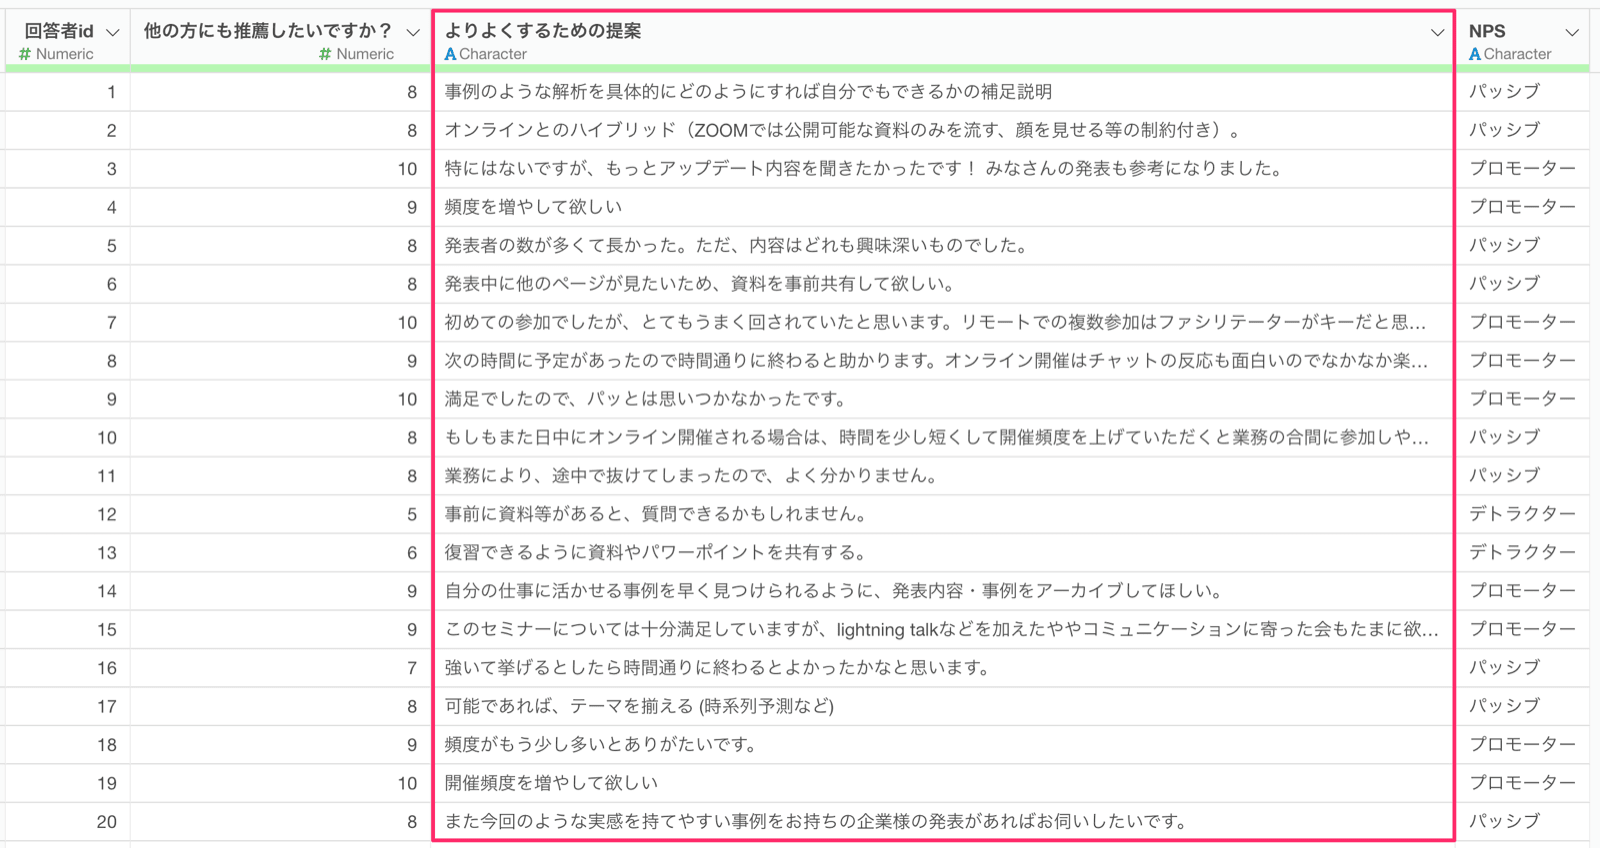 回答者id 他の方にも推薦したいですか？ よりよくするための提案 NPS
# Numeric # Numeric A Character A Character
1 8 事例のような解析を具体的にどのようにすれば自分でもできるかの補足説明 パッシブ
2 8 オンラインとのハイブリッド（ZOOMでは公開可能な資料のみを流す、顔を見せる等の制約付き）。 パッシブ
3 10 特にはないですが、もっとアップデート内容を聞きたかったです！ みなさんの発表も参考になりました。 プロモーター
4 9 頻度を増やして欲しい プロモーター
5 8 発表者の数が多くて長かった。ただ、内容はどれも興味深いものでした。 パッシブ
6 8 発表中に他のページが見たいため、資料を事前共有して欲しい。 パッシブ
7 10 初めての参加でしたが、とてもうまく回されていたと思います。リモートでの複数参加はファシリテーターがキーだと思... プロモーター
8 9 次の時間に予定があったので時間通りに終わると助かります。オンライン開催はチャットの反応も面白いのでなかなか楽... プロモーター
9 10 満足でしたので、パッとは思いつかなかったです。 プロモーター
10 8 もしもまた日中にオンライン開催される場合は、時間を少し短くして開催頻度を上げていただくと業務の合間に参加しや... パッシブ
11 8 業務により、途中で抜けてしまったので、よく分かりません。 パッシブ
12 5 事前に資料等があると、質問できるかもしれません。 デトラクター
13 6 復習できるように資料やパワーポイントを共有する。 デトラクター
14 9 自分の仕事に活かせる事例を早く見つけられるように、発表内容・事例をアーカイブしてほしい。 プロモーター
15 9 このセミナーについては十分満足していますが、lightning talkなどを加えたややコミュニケーションに寄った会もたまに欲... プロモーター
16 7 強いて挙げるとしたら時間通りに終わるとよかったかなと思います。 パッシブ
17 8 可能であれば、テーマを揃える (時系列予測など) パッシブ
18 9 頻度がもう少し多いとありがたいです。 プロモーター
19 10 開催頻度を増やして欲しい プロモーター
20 8 また今回のような実感を持てやすい事例をお持ちの企業様の発表があればお伺いしたいです。 パッシブ